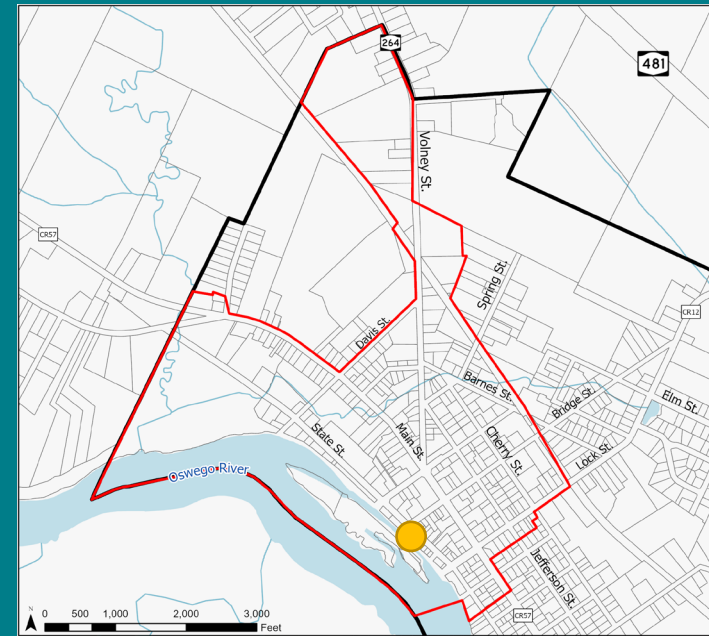 264
481
Volney St.
CR57
Spring St.
CR12
Davis St.
Barnes St.
Elm St.
Bridge St.
State St.
Main St.
Cherry St.
Lock St.
Oswego River
Jefferson St.
CR57
N
0 500 1,000 2,000 3,000
Feet